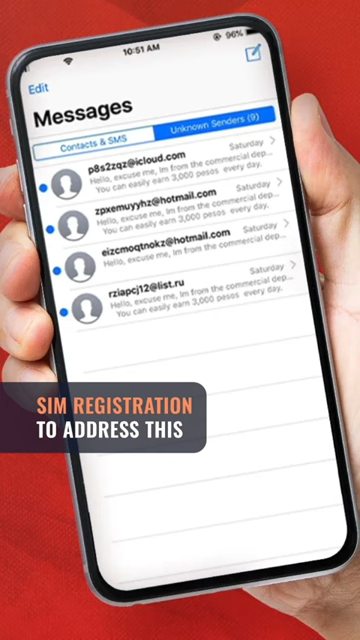 10:51 AM
96%
Edit
Messages
Contacts & SMS
Unknown Senders (9)
p8s2zqz@icloud.com
Saturday
Hello, excuse me, Im from the commercial dep...
You can easily earn 3,000 pesos every day.
zpxemuyyhz@hotmail.com
Saturday
Hello, excuse me, Im from the commercial dep...
You can easily earn 3,000 pesos every day.
eizcmoqtnokz@hotmail.com
Saturday
Hello, excuse me, Im from the commercial dep...
rziapcj12@list.ru
Saturday
Hello, excuse me, Im from the commercial dep...
You can easily earn 3,000 pesos every day.
SIM REGISTRATION
TO ADDRESS THIS